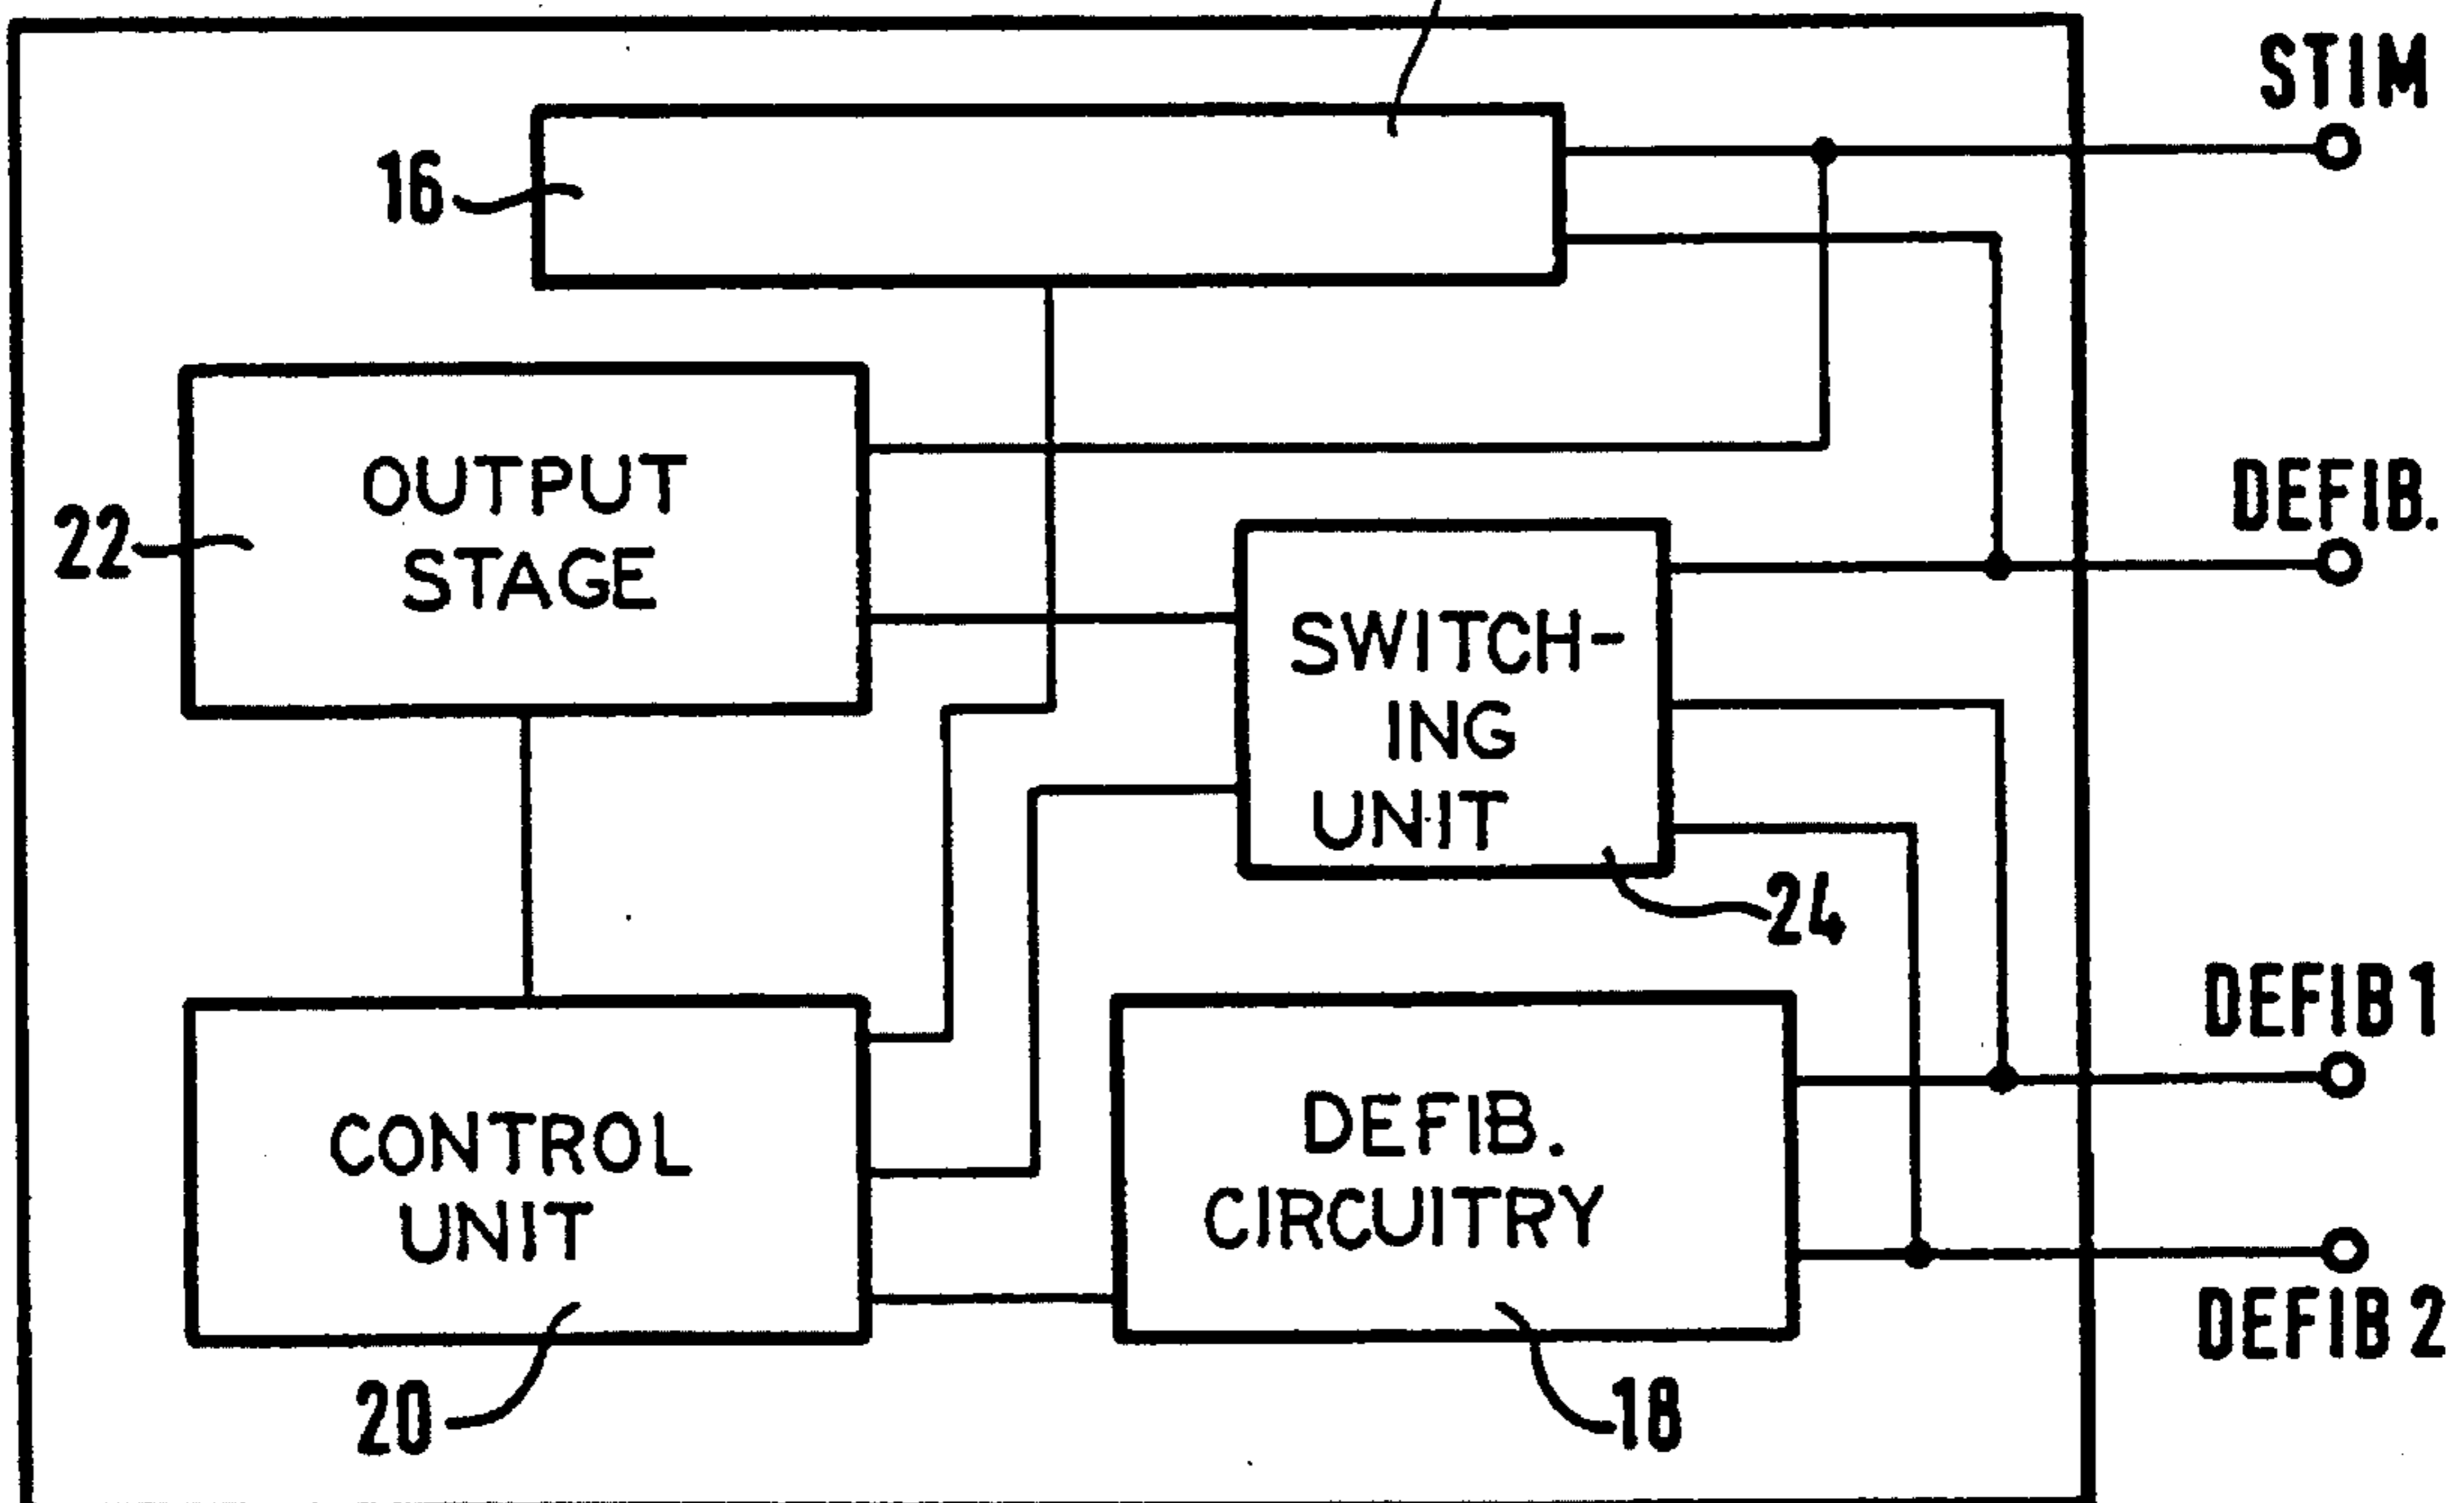 STIM
16
OUTPUT
STAGE
22
DEFIB.
SWITCH-
ING
UNIT
24
DEFIB 1
CONTROL
UNIT
DEFIB.
CIRCUITRY
DEFIB 2
20
18